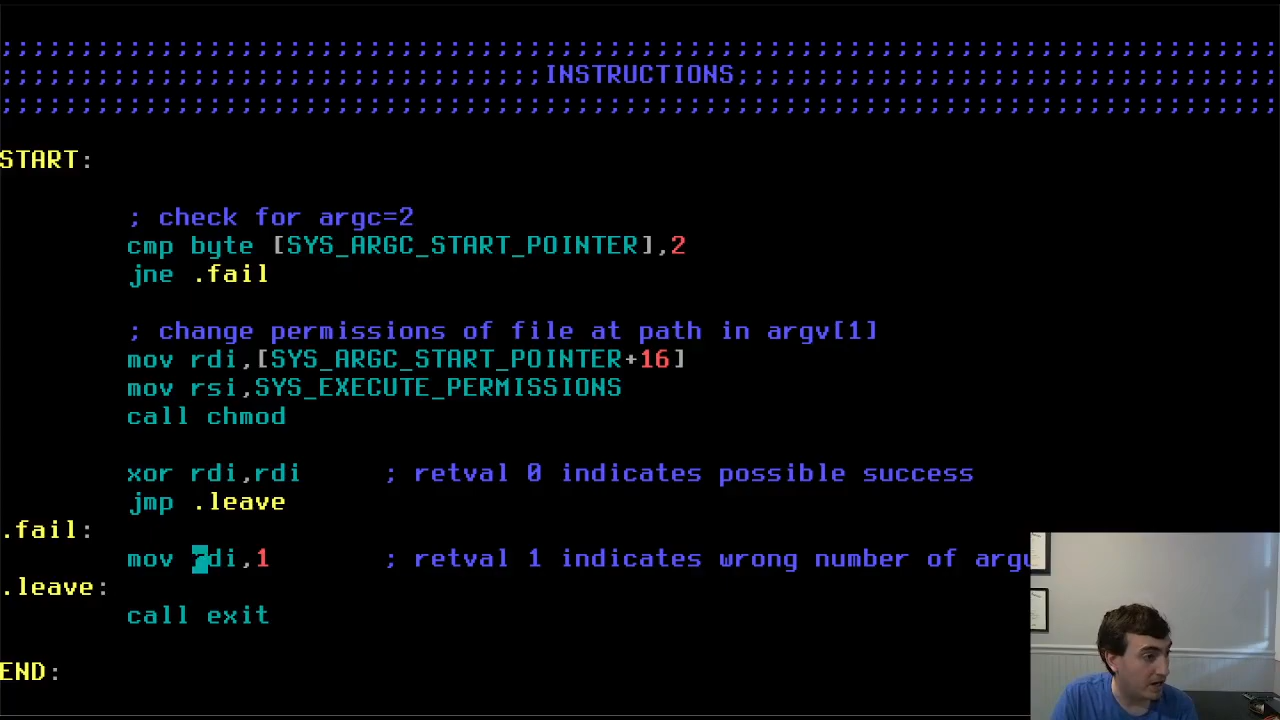 ;;;;;;;;;;;;;;;;;;;;;;;;;;;;;;;;;;;;;;;;;;;;;;;;;;;;;;;;;;;;;;;;;;;;;;;;;;;;;;;;
;;;;;;;;;;;;;;;;;;;;;;;;;;;;;;;;;;INSTRUCTIONS;;;;;;;;;;;;;;;;;;;;;;;;;;;;;;;;;;
;;;;;;;;;;;;;;;;;;;;;;;;;;;;;;;;;;;;;;;;;;;;;;;;;;;;;;;;;;;;;;;;;;;;;;;;;;;;;;;;
START:
; check for argc=2
cmp byte [SYS_ARGC_START_POINTER],2
jne .fail
; change permissions of file at path in argv[1]
mov rdi,[SYS_ARGC_START_POINTER+16]
mov rsi,SYS_EXECUTE_PERMISSIONS
call chmod
xor rdi,rdi ; retval 0 indicates possible success
jmp .leave
.fail:
mov rdi,1 ; retval 1 indicates wrong number of argu
.leave:
call exit
END: